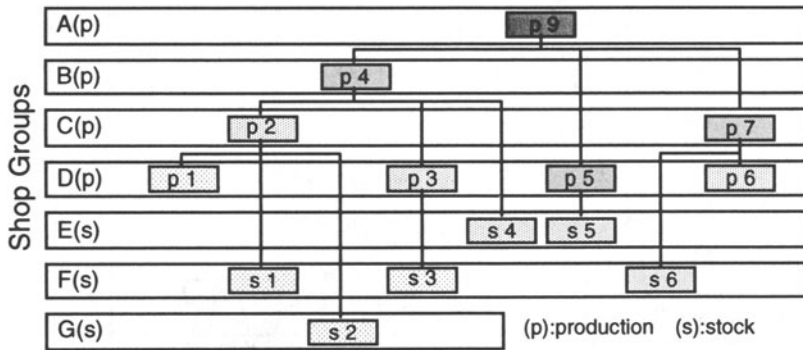 Shop Groups
A(p) p 9
B(p) p 4
C(p) p 2 p 7
D(p) p 1 p 3 p 5 p 6
E(s) s 4 s 5
F(s) s 1 s 3 s 6
G(s) s 2 (p):production (s):stock